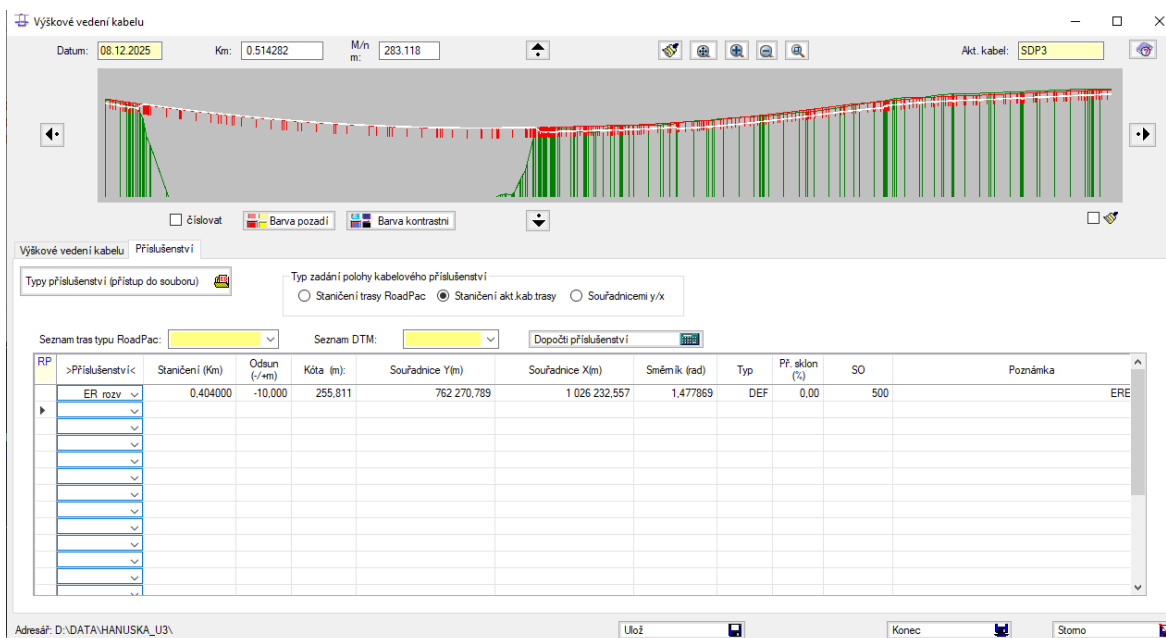 Výškové vedení kabelu
Datum: 08.12.2025 Km: 0.514282 M/n m: 283.118 Akt. kabel: SDP3
číslovat Barva pozadí Barva kontrastni
Výškové vedení kabelu Příslušenství
Typy příslušenství (přístup do souboru)
Typ zadání polohy kabelového příslušenství
Staničení trasy RoadPac Staničení akt.kab.trasy Souřadnicemi y/x
Seznam tras typu RoadPac: Seznam DTM: Dopočti příslušenství
RP >Příslušenství< Staničení (Km) Odsun (-/+m) Kóta (m): Souřadnice Y(m) Souřadnice X(m) Směrník (rad) Typ Př. sklon (%) SO Poznámka
ER rozv 0,404000 -10,000 255,811 762 270,789 1 026 232,557 1,477869 DEF 0,00 500 ERE
Adresář: D:\DATA\HANUSKA_U3\ Ulož Konec Storno